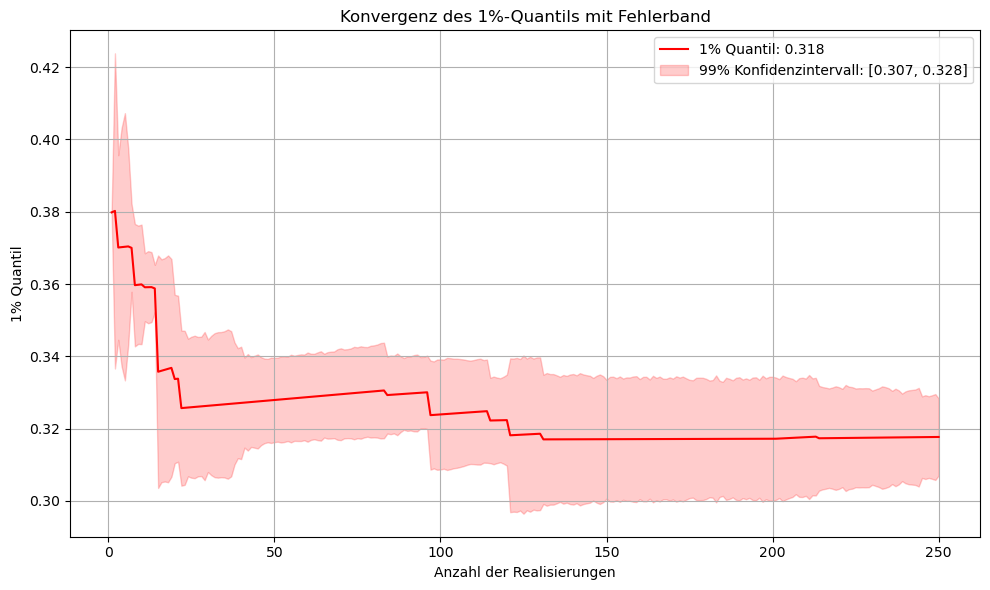 Konvergenz des 1%-Quantils mit Fehlerband
1% Quantil: 0.318
99% Konfidenzintervall: [0.307, 0.328]
1% Quantil
0.42
0.40
0.38
0.36
0.34
0.32
0.30
0
50
100
150
200
250
Anzahl der Realisierungen